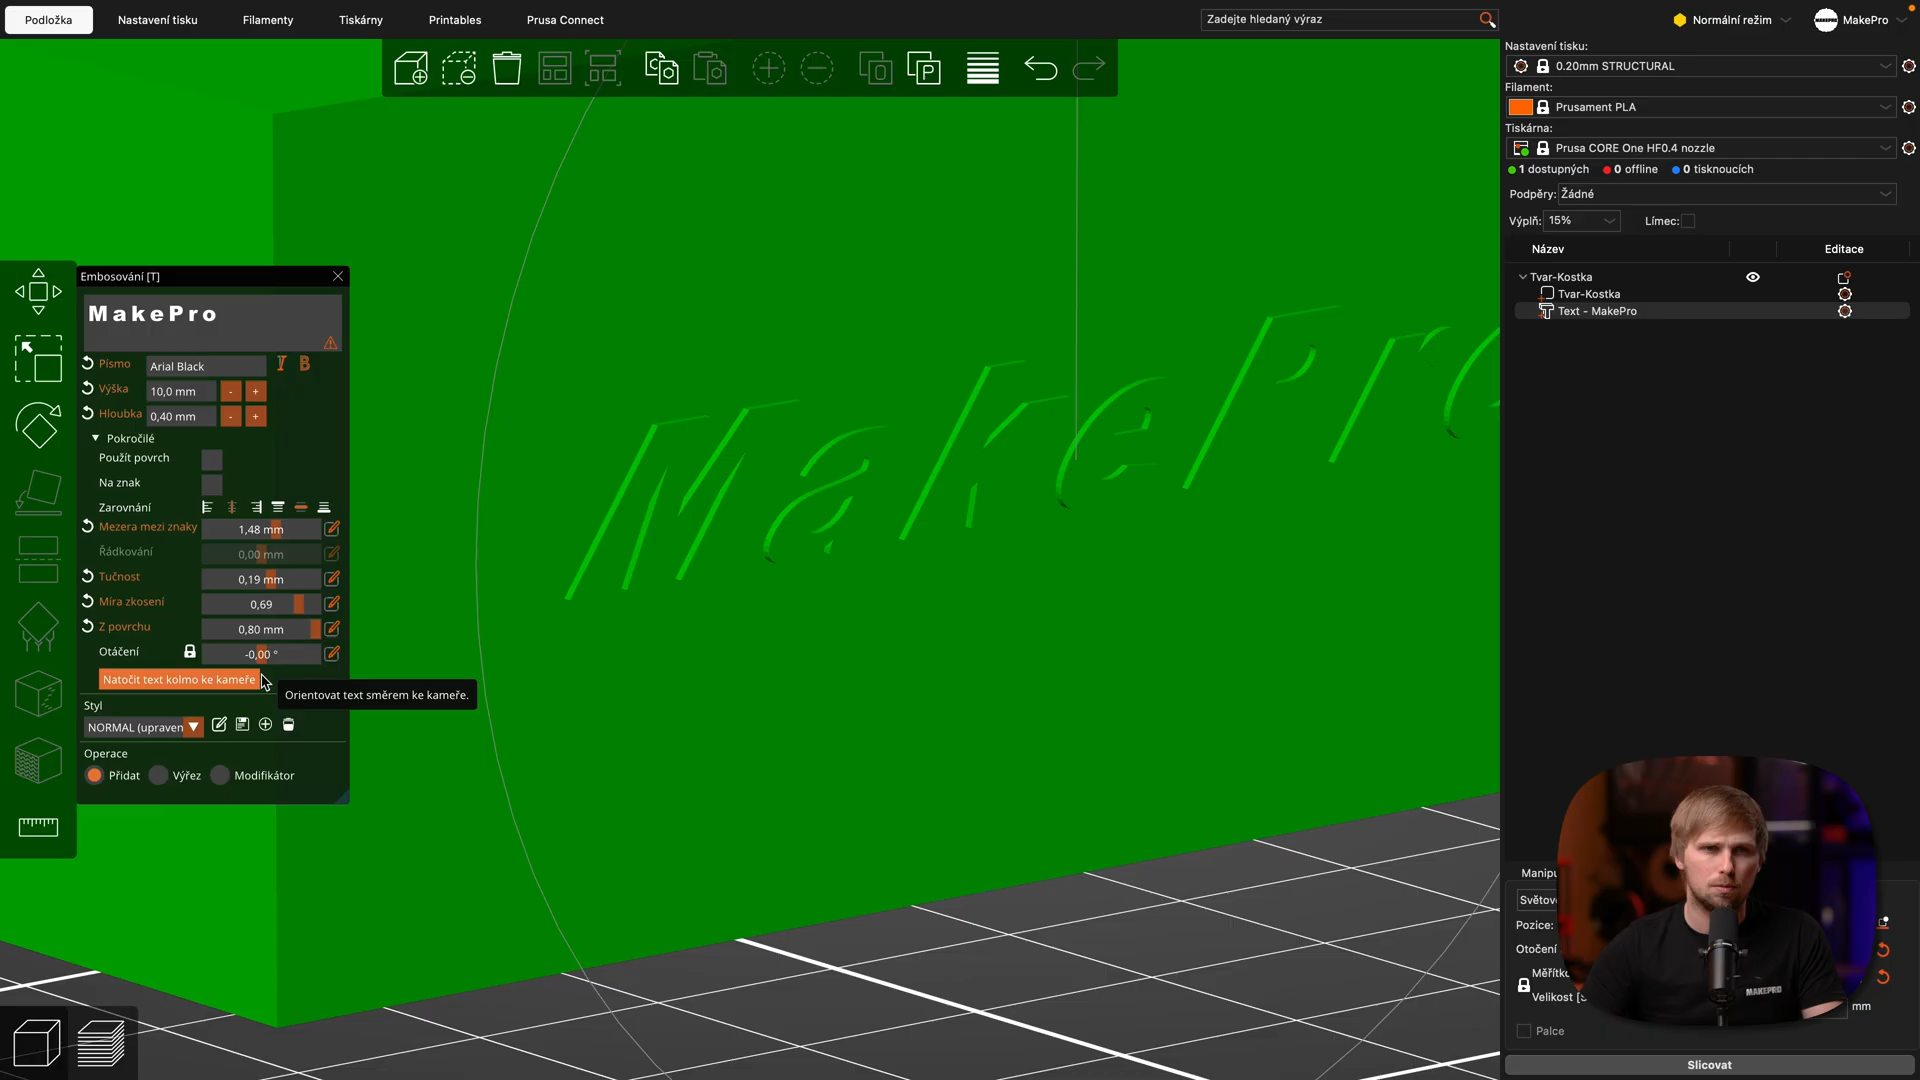 Podložka
Nastavení tisku
Filamenty
Tiskárny
Printables
Prusa Connect
Zadejte hledaný výraz
Normální režim
MakePro
Nastavení tisku:
0.20mm STRUCTURAL
Filament:
Prusament PLA
Tiskárna:
Prusa CORE One HF0.4 nozzle
1 dostupných
0 offline
0 tisknoucích
Podpěry:
Žádné
Výplň:
15%
Límec:
Název
Editace
Tvar-Kostka
Tvar-Kostka
Text - MakePro
Embosování [T]
MakePro
Písmo
Arial Black
Výška
10,0 mm
- +
Hloubka
0,40 mm
- +
Pokročilé
Použít povrch
Na znak
Zarovnání
Mezera mezi znaky
1,48 mm
Řádkování
0,00 mm
Tučnost
0,19 mm
Míra zkosení
0,69
Z povrchu
0,80 mm
Otáčení
-0,00 °
Natočit text kolmo ke kameře
Orientovat text směrem ke kameře.
Styl
NORMAL (upraven
Operace
Přidat
Výřez
Modifikátor
MakePro
Manipu
Světov
Pozice:
Otočení
Měřítko
Velikost [S
mm
Palce
MAKEPRO
Slicovat